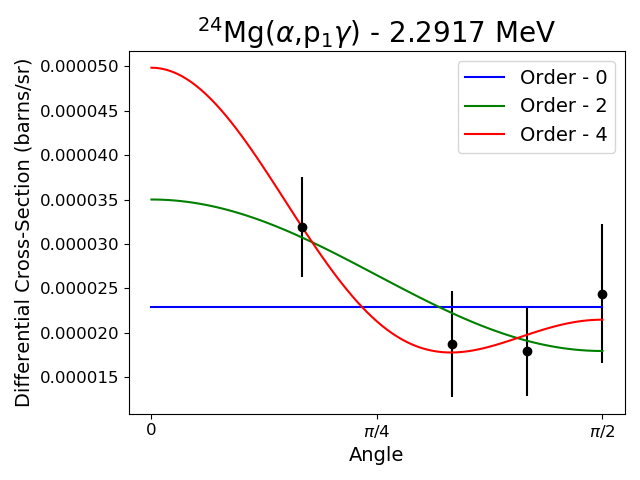 ²⁴Mg(α,p₁γ) - 2.2917 MeV
Differential Cross-Section (barns/sr)
0.000050
0.000045
0.000040
0.000035
0.000030
0.000025
0.000020
0.000015
Order - 0
Order - 2
Order - 4
0 π/4 π/2
Angle